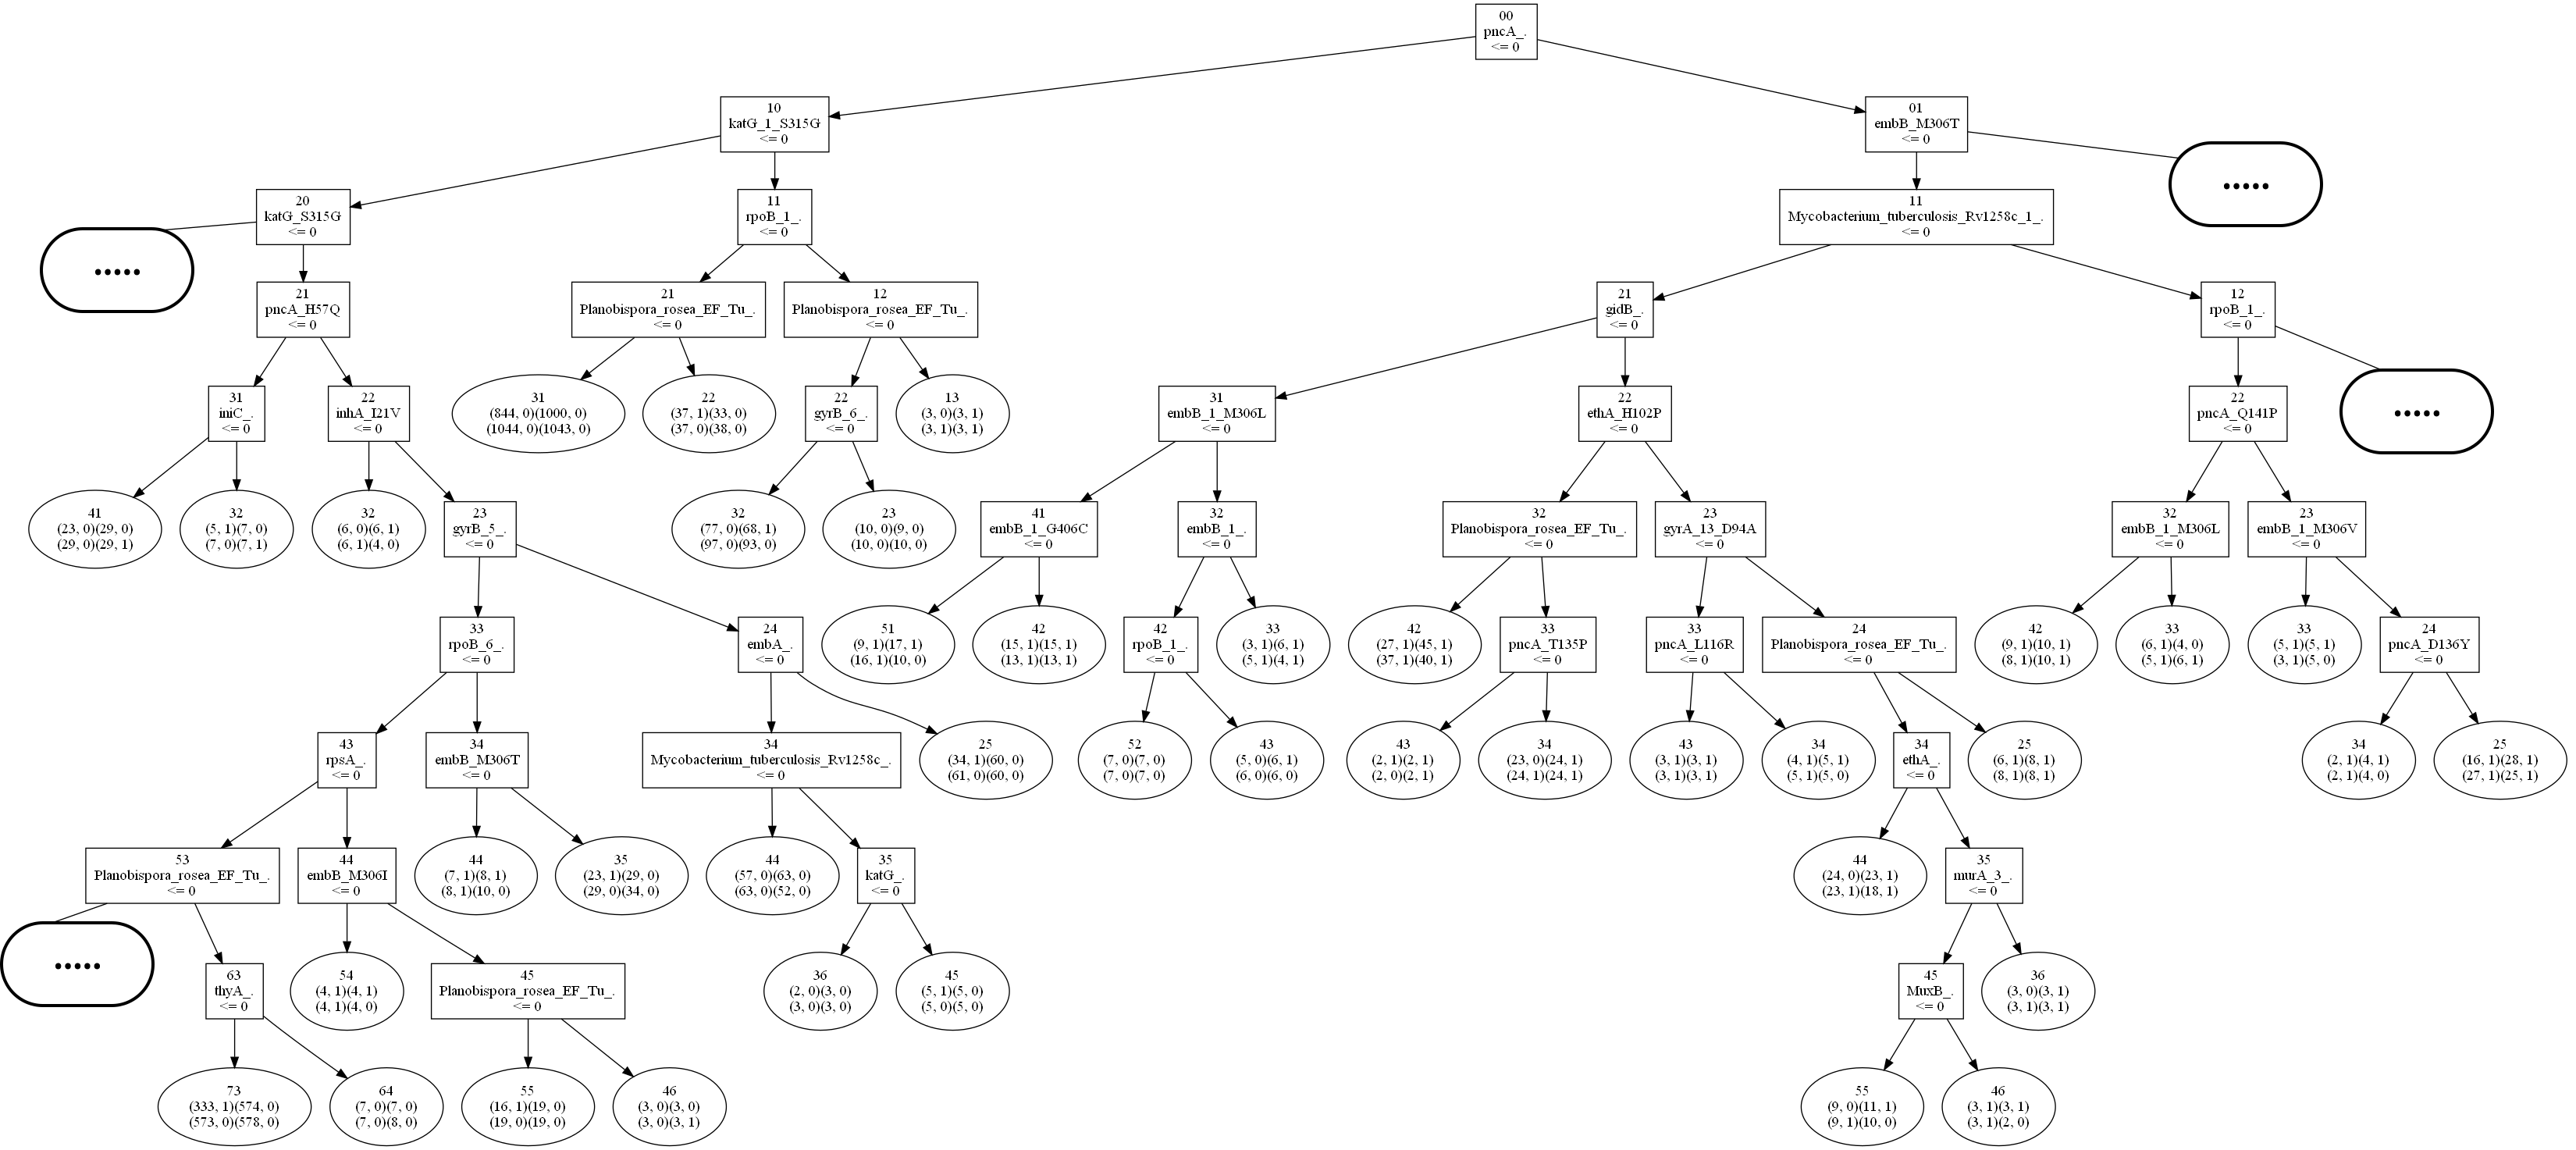 00
pncA_.
<= 0
10
katG_1_S315G
<= 0
01
embB_M306T
<= 0
20
katG_S315G
<= 0
11
rpoB_1_.
<= 0
11
Mycobacterium_tuberculosis_Rv1258c_1_.
<= 0
.....
.....
21
pncA_H57Q
<= 0
21
Planobispora_rosea_EF_Tu_.
<= 0
12
Planobispora_rosea_EF_Tu_.
<= 0
21
gidB_.
<= 0
12
rpoB_1_.
<= 0
31
iniC_.
<= 0
22
inhA_I21V
<= 0
31
(844, 0)(1000, 0)
(1044, 0)(1043, 0)
22
(37, 1)(33, 0)
(37, 0)(38, 0)
22
gyrB_6_.
<= 0
13
(3, 0)(3, 1)
(3, 1)(3, 1)
31
embB_1_M306L
<= 0
22
ethA_H102P
<= 0
22
pncA_Q141P
<= 0
.....
41
(23, 0)(29, 0)
(29, 0)(29, 1)
32
(5, 1)(7, 0)
(7, 0)(7, 1)
32
(6, 0)(6, 1)
(6, 1)(4, 0)
23
gyrB_5_.
<= 0
32
(77, 0)(68, 1)
(97, 0)(93, 0)
23
(10, 0)(9, 0)
(10, 0)(10, 0)
41
embB_1_G406C
<= 0
32
embB_1_.
<= 0
32
Planobispora_rosea_EF_Tu_.
<= 0
23
gyrA_13_D94A
<= 0
32
embB_1_M306L
<= 0
23
embB_1_M306V
<= 0
33
rpoB_6_.
<= 0
24
embA_.
<= 0
51
(9, 1)(17, 1)
(16, 1)(10, 0)
42
(15, 1)(15, 1)
(13, 1)(13, 1)
42
rpoB_1_.
<= 0
33
(3, 1)(6, 1)
(5, 1)(4, 1)
42
(27, 1)(45, 1)
(37, 1)(40, 1)
33
pncA_T135P
<= 0
33
pncA_L116R
<= 0
24
Planobispora_rosea_EF_Tu_.
<= 0
42
(9, 1)(10, 1)
(8, 1)(10, 1)
33
(6, 1)(4, 0)
(5, 1)(6, 1)
33
(5, 1)(5, 1)
(3, 1)(5, 0)
24
pncA_D136Y
<= 0
43
rpsA_.
<= 0
34
embB_M306T
<= 0
34
Mycobacterium_tuberculosis_Rv1258c_.
<= 0
25
(34, 1)(60, 0)
(61, 0)(60, 0)
52
(7, 0)(7, 0)
(7, 0)(7, 0)
43
(5, 0)(6, 1)
(6, 0)(6, 0)
43
(2, 1)(2, 1)
(2, 0)(2, 1)
34
(23, 0)(24, 1)
(24, 1)(24, 1)
43
(3, 1)(3, 1)
(3, 1)(3, 1)
34
(4, 1)(5, 1)
(5, 1)(5, 0)
34
ethA_.
<= 0
25
(6, 1)(8, 1)
(8, 1)(8, 1)
34
(2, 1)(4, 1)
(2, 1)(4, 0)
25
(16, 1)(28, 1)
(27, 1)(25, 1)
53
Planobispora_rosea_EF_Tu_.
<= 0
44
embB_M306I
<= 0
44
(7, 1)(8, 1)
(8, 1)(10, 0)
35
(23, 1)(29, 0)
(29, 0)(34, 0)
44
(57, 0)(63, 0)
(63, 0)(52, 0)
35
katG_.
<= 0
44
(24, 0)(23, 1)
(23, 1)(18, 1)
35
murA_3_.
<= 0
.....
63
thyA_.
<= 0
54
(4, 1)(4, 1)
(4, 1)(4, 0)
45
Planobispora_rosea_EF_Tu_.
<= 0
36
(2, 0)(3, 0)
(3, 0)(3, 0)
45
(5, 1)(5, 0)
(5, 0)(5, 0)
45
MuxB_.
<= 0
36
(3, 0)(3, 1)
(3, 1)(3, 1)
73
(333, 1)(574, 0)
(573, 0)(578, 0)
64
(7, 0)(7, 0)
(7, 0)(8, 0)
55
(16, 1)(19, 0)
(19, 0)(19, 0)
46
(3, 0)(3, 0)
(3, 0)(3, 1)
55
(9, 0)(11, 1)
(9, 1)(10, 0)
46
(3, 1)(3, 1)
(3, 1)(2, 0)